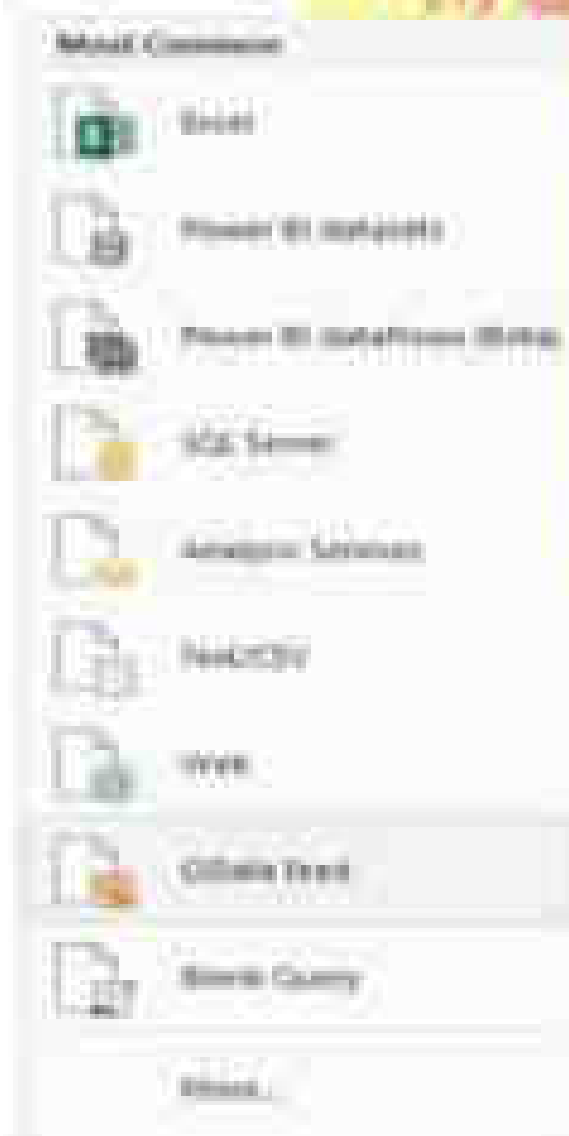 Most Common
Excel
Power BI datasets
Power BI dataflows (Beta)
SQL Server
Analysis Services
Text/CSV
Web
OData feed
Blank Query
More...